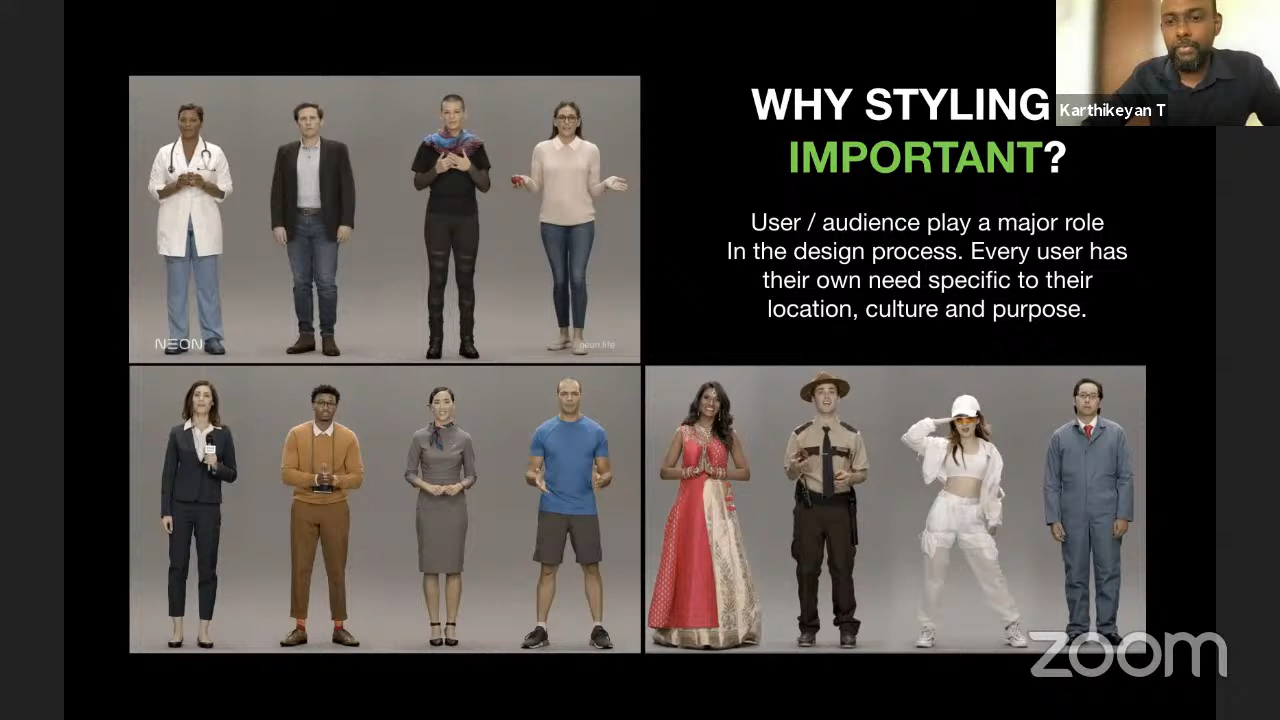 WHY STYLING
IMPORTANT?
Karthikeyan T
User / audience play a major role
In the design process. Every user has
their own need specific to their
location, culture and purpose.
NEON
neon.life
zoom